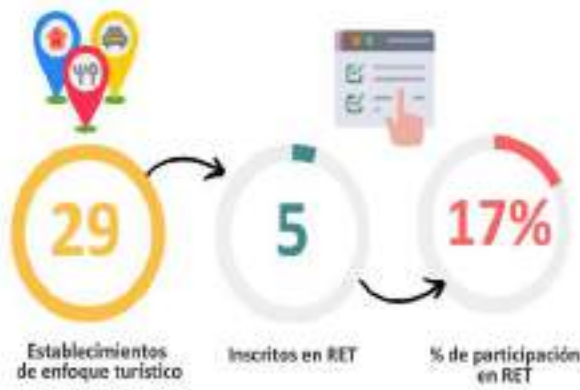 29
5
17%
Establecimientos
de enfoque turístico
Inscritos en RET
% de participación
en RET